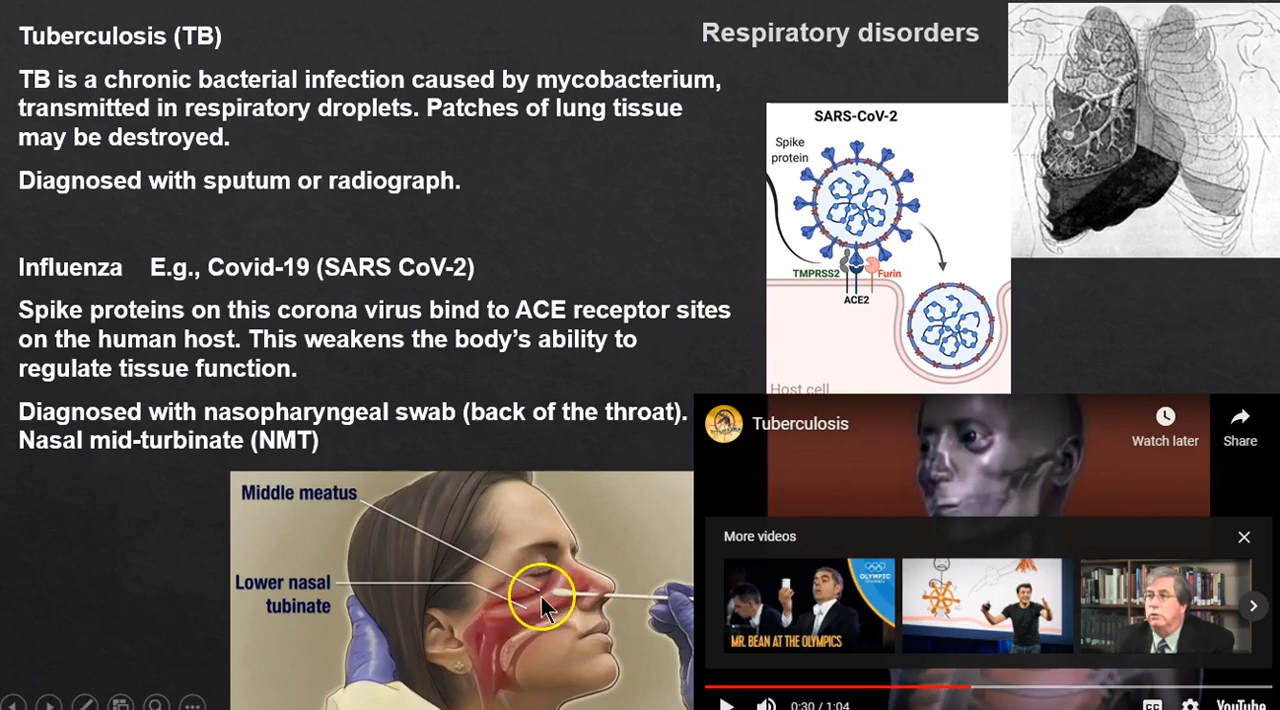 Tuberculosis (TB)
TB is a chronic bacterial infection caused by mycobacterium,
transmitted in respiratory droplets. Patches of lung tissue
may be destroyed.
Diagnosed with sputum or radiograph.
Influenza E.g., Covid-19 (SARS CoV-2)
Spike proteins on this corona virus bind to ACE receptor sites
on the human host. This weakens the body’s ability to
regulate tissue function.
Diagnosed with nasopharyngeal swab (back of the throat).
Nasal mid-turbinate (NMT)
Respiratory disorders
SARS-CoV-2
Spike
protein
TMPRSS2
Furin
ACE2
Host cell
Middle meatus
Lower nasal
tubinate
Tuberculosis
Watch later
Share
More videos
OLYMPIC
CHANNEL
MR. BEAN AT THE OLYMPICS
0:30 / 1:04
CC
YouTube